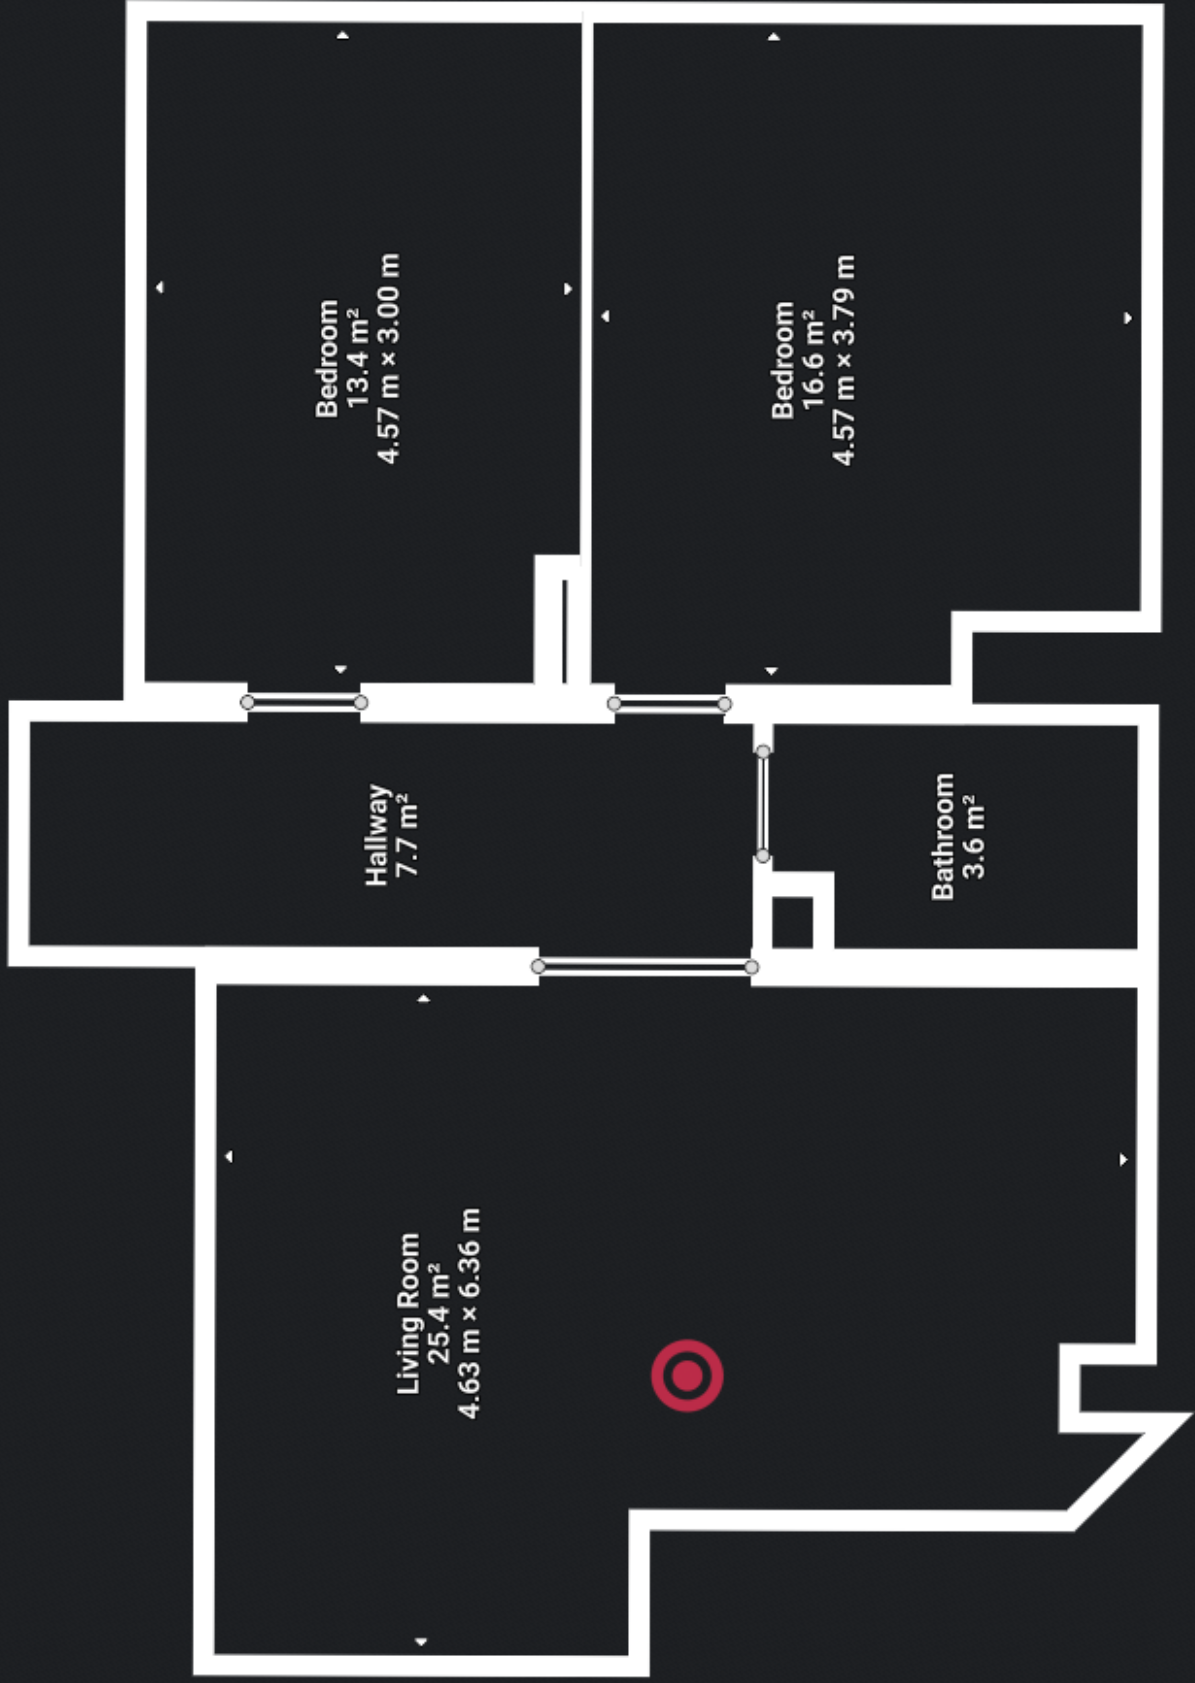 Bedroom
13.4 m²
4.57 m × 3.00 m
Bedroom
16.6 m²
4.57 m × 3.79 m
Hallway
7.7 m²
Bathroom
3.6 m²
Living Room
25.4 m²
4.63 m × 6.36 m